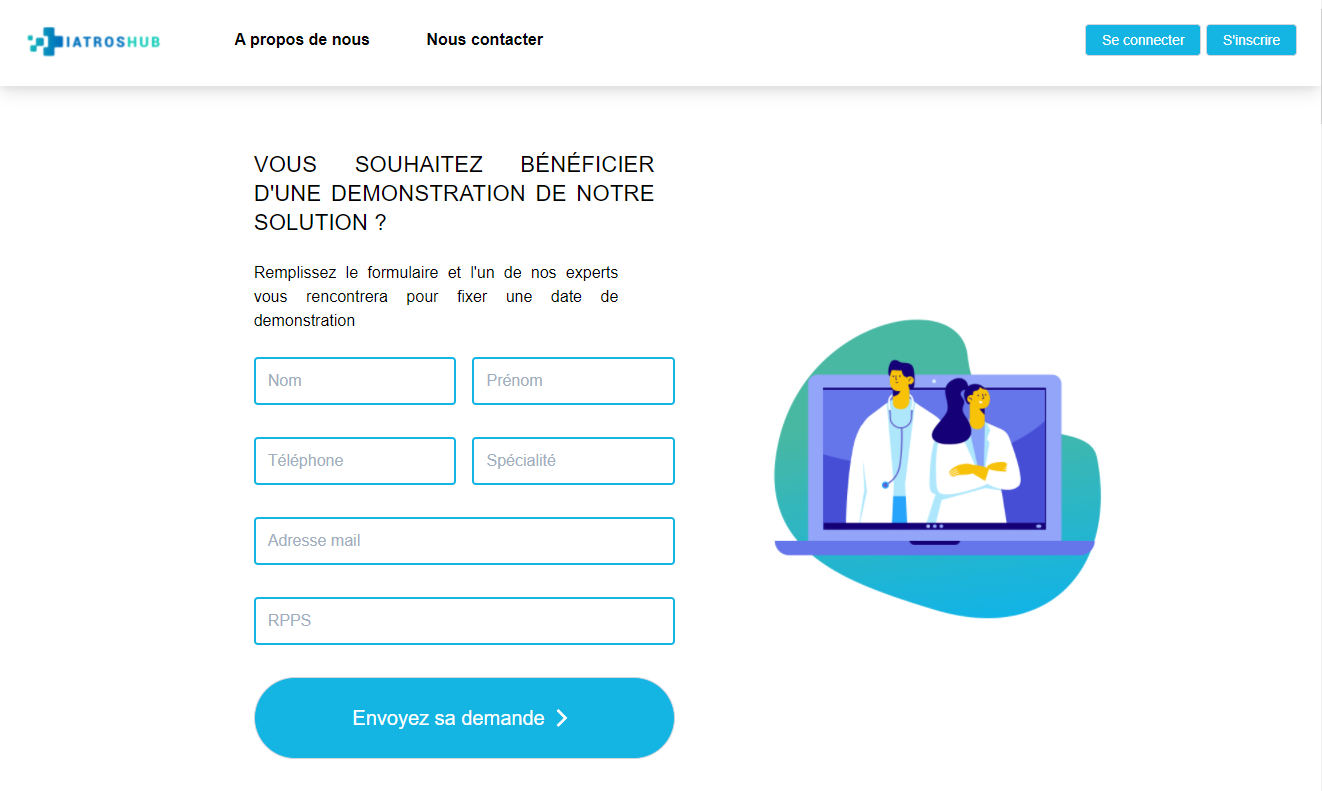 IATROSHUB
A propos de nous
Nous contacter
Se connecter
S'inscrire
VOUS SOUHAITEZ BÉNÉFICIER
D'UNE DEMONSTRATION DE NOTRE
SOLUTION ?
Remplissez le formulaire et l'un de nos experts
vous rencontrera pour fixer une date de
demonstration
Nom
Prénom
Téléphone
Spécialité
Adresse mail
RPPS
Envoyez sa demande